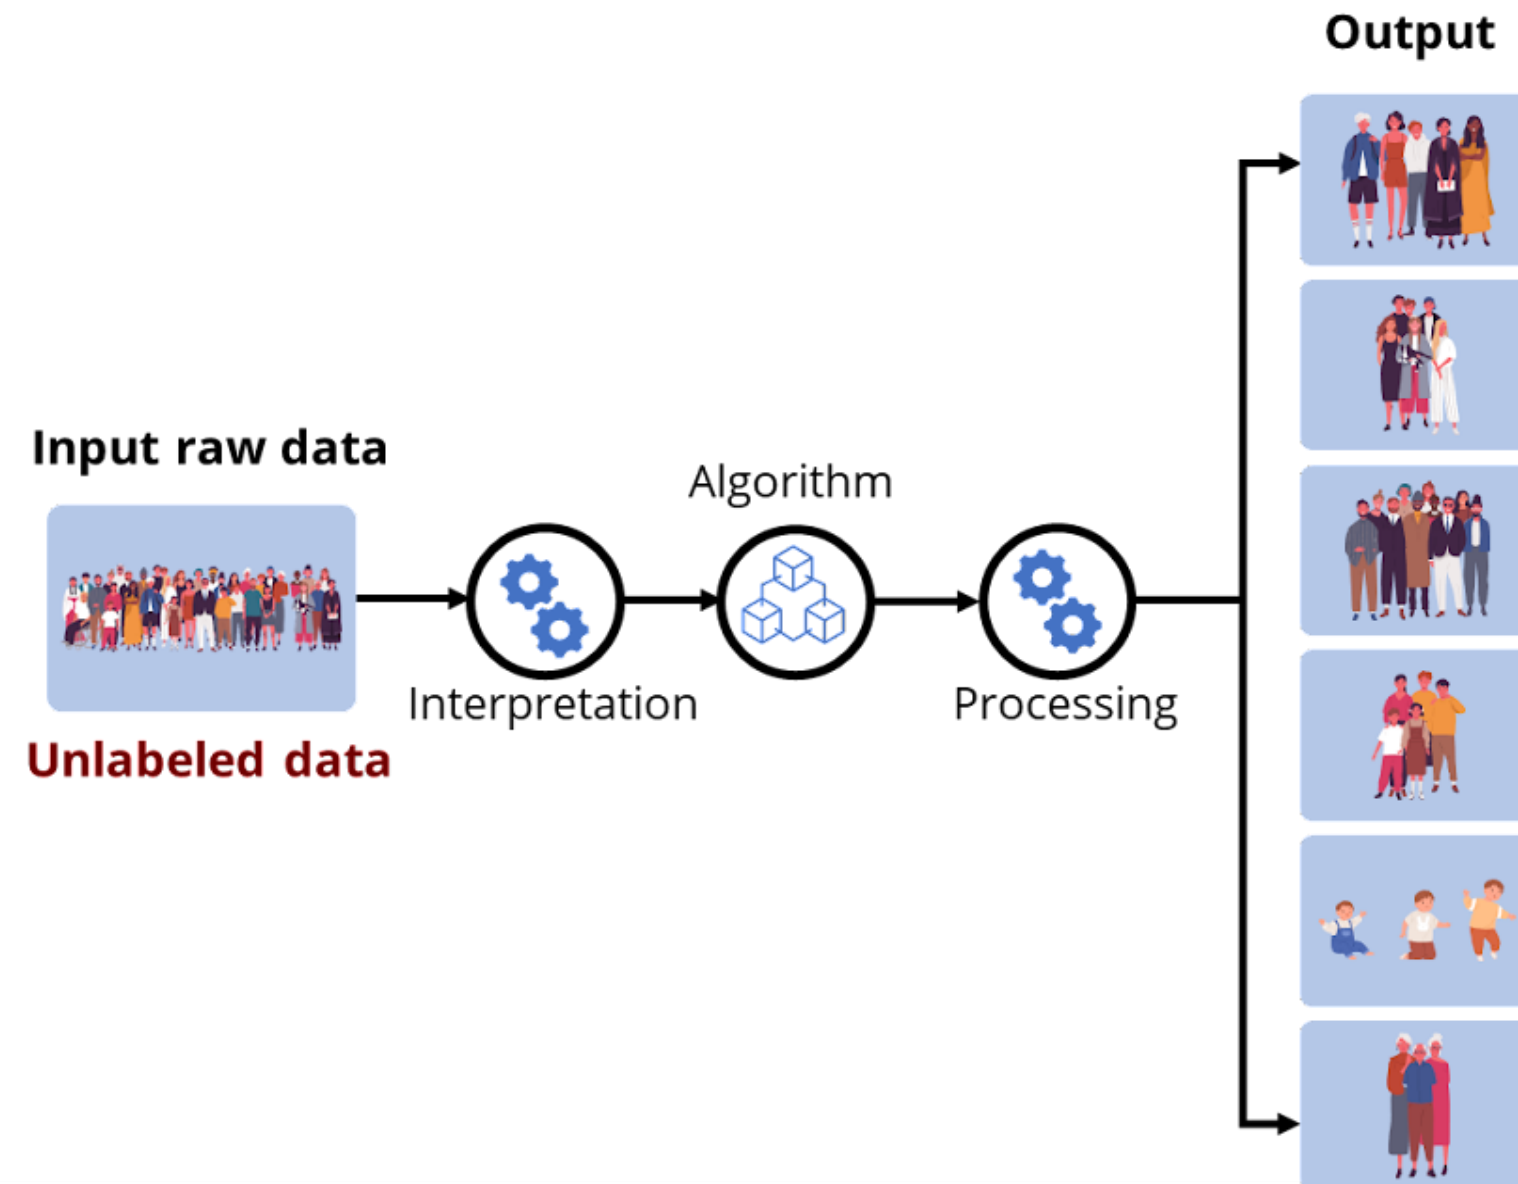 Output
Input raw data
Algorithm
Interpretation
Processing
Unlabeled data